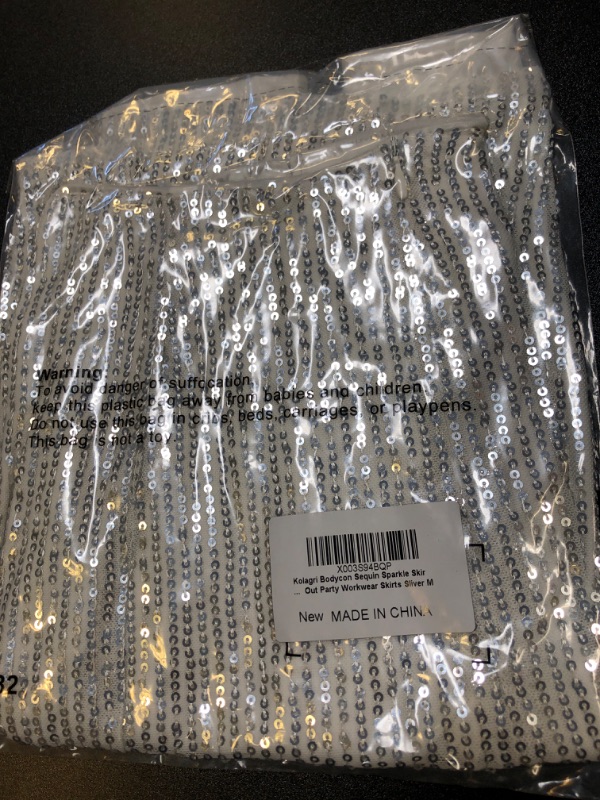 Warning:
To avoid danger of suffocation
keep this plastic bag away from babies and children.
Do not use this bag in cribs, beds, carriages, or playpens.
This bag is not a toy.
X003S94BQP
Kolagri Bodycon Sequin Sparkle Skir
... Out Party Workwear Skirts Silver M
New MADE IN CHINA
32